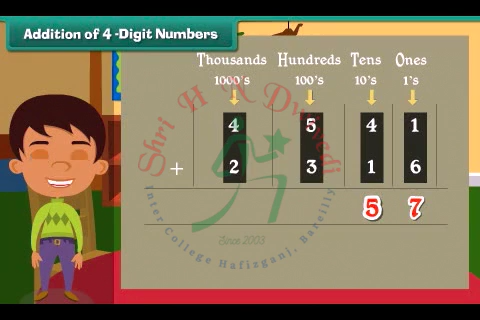 Addition of 4-Digit Numbers
Thousands Hundreds Tens Ones
1000's 100's 10's 1's
4 5 4 1
+ 2 3 1 6
5 7
Shri H N Dwivedi
Inter College Hafizganj, Bareilly
Since 2003